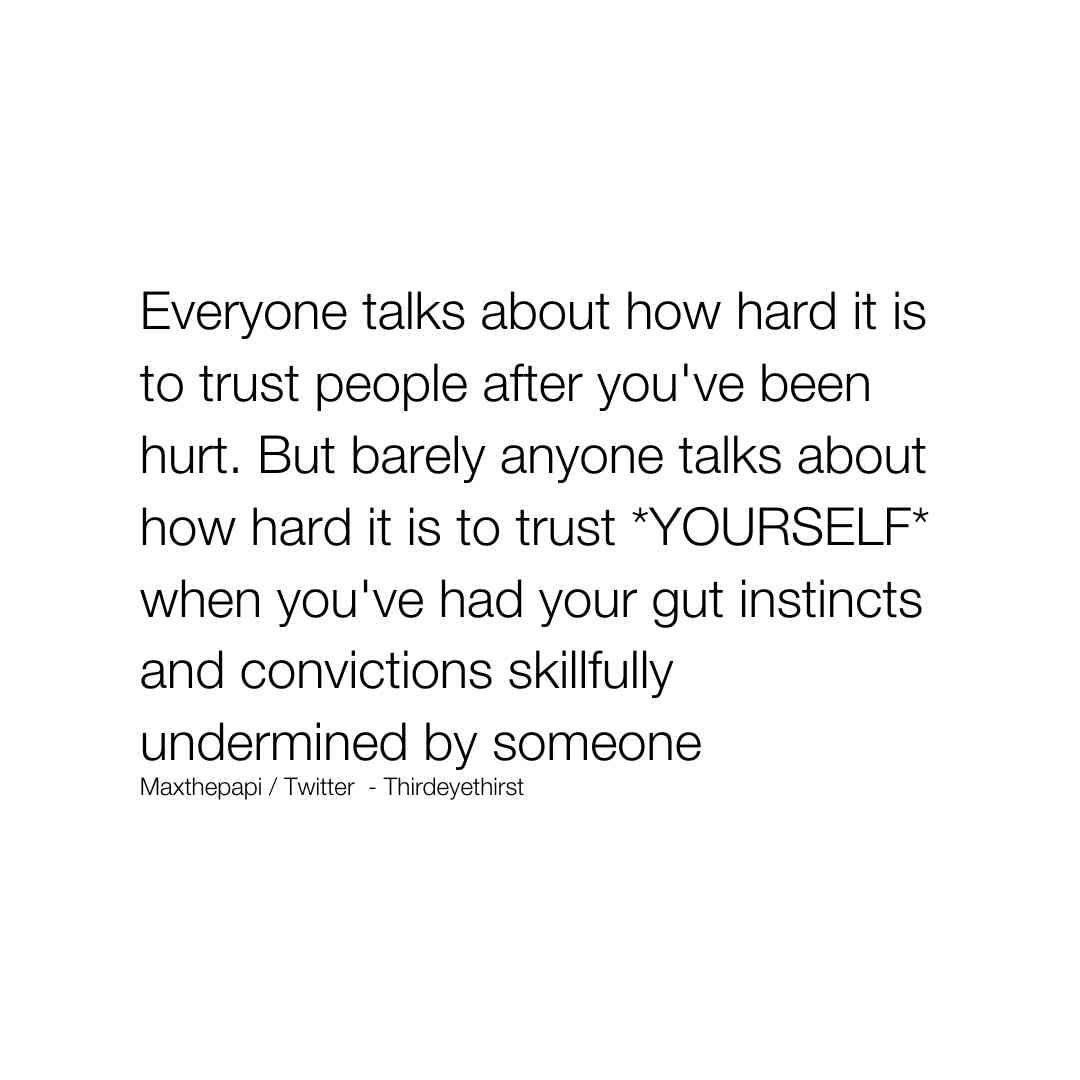 Everyone talks about how hard it is
to trust people after you've been
hurt. But barely anyone talks about
how hard it is to trust *YOURSELF*
when you've had your gut instincts
and convictions skillfully
undermined by someone
Maxthepapi / Twitter  - Thirdeyethirst